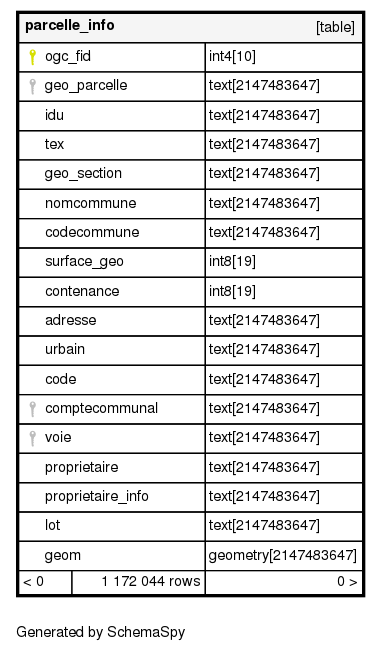 parcelle_info [table]
ogc_fid int4[10]
geo_parcelle text[2147483647]
idu text[2147483647]
tex text[2147483647]
geo_section text[2147483647]
nomcommune text[2147483647]
codecommune text[2147483647]
surface_geo int8[19]
contenance int8[19]
adresse text[2147483647]
urbain text[2147483647]
code text[2147483647]
comptecommunal text[2147483647]
voie text[2147483647]
proprietaire text[2147483647]
proprietaire_info text[2147483647]
lot text[2147483647]
geom geometry[2147483647]
< 0 1 172 044 rows 0 >
Generated by SchemaSpy